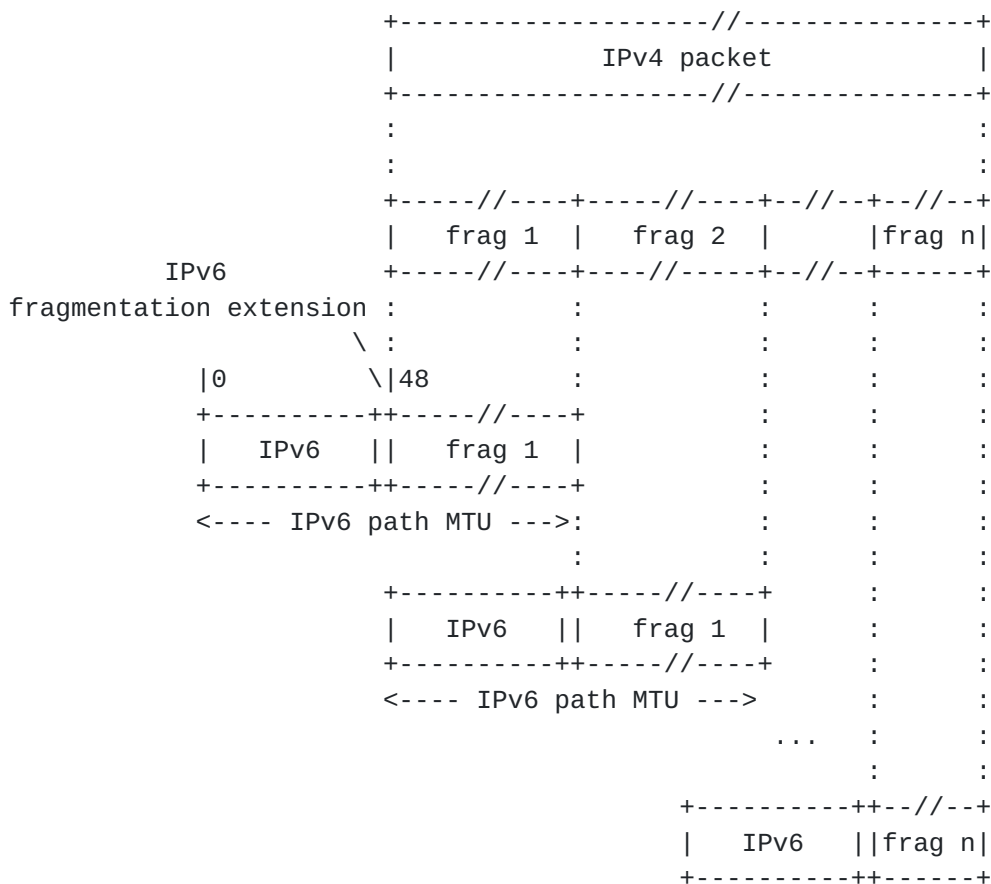 +--------------------//---------------+
|             IPv4 packet             |
+--------------------//---------------+
:                                     :
:                                     :
+-----//----+-----//----+--//--+--//--+
|   frag 1  |   frag 2  |      |frag n|
IPv6          +-----//----+----//-----+--//--+------+
fragmentation extension :           :           :      :      :
\ :           :           :      :      :
|0         \|48         :           :      :      :
+----------++-----//----+           :      :      :
|   IPv6   ||   frag 1  |           :      :      :
+----------++-----//----+           :      :      :
<---- IPv6 path MTU --->:           :      :      :
:           :      :      :
+----------++-----//----+      :      :
|   IPv6   ||   frag 1  |      :      :
+----------++-----//----+      :      :
<---- IPv6 path MTU --->       :      :
...   :      :
:      :
+----------++--//--+
|   IPv6   ||frag n|
+----------++------+